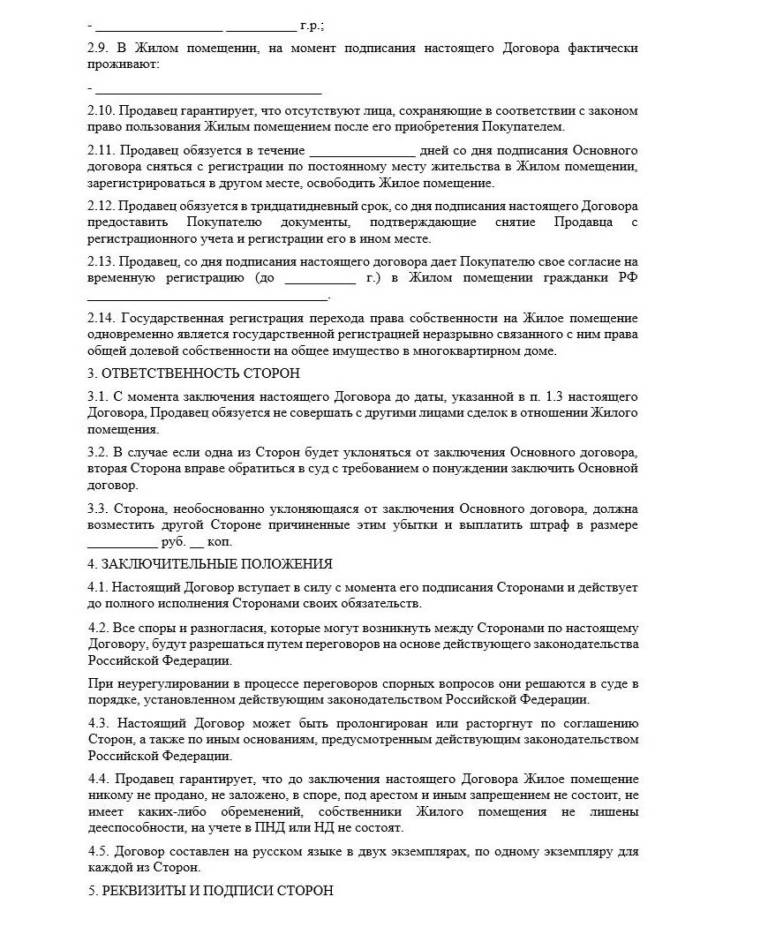 - __________________ __________ г.р.;
2.9. В Жилом помещении, на момент подписания настоящего Договора фактически
проживают:
- ________________________________
2.10. Продавец гарантирует, что отсутствуют лица, сохраняющие в соответствии с законом
право пользования Жилым помещением после его приобретения Покупателем.
2.11. Продавец обязуется в течение _______________ дней со дня подписания Основного
договора сняться с регистрации по постоянному месту жительства в Жилом помещении,
зарегистрироваться в другом месте, освободить Жилое помещение.
2.12. Продавец обязуется в тридцатидневный срок, со дня подписания настоящего Договора
предоставить Покупателю документы, подтверждающие снятие Продавца с
регистрационного учета и регистрации его в ином месте.
2.13. Продавец, со дня подписания настоящего договора дает Покупателю свое согласие на
временную регистрацию (до __________ г.) в Жилом помещении гражданки РФ
__________________________________.
2.14. Государственная регистрация перехода права собственности на Жилое помещение
одновременно является государственной регистрацией неразрывно связанного с ним права
общей долевой собственности на общее имущество в многоквартирном доме.
3. ОТВЕТСТВЕННОСТЬ СТОРОН
3.1. С момента заключения настоящего Договора до даты, указанной в п. 1.3 настоящего
Договора, Продавец обязуется не совершать с другими лицами сделок в отношении Жилого
помещения.
3.2. В случае если одна из Сторон будет уклоняться от заключения Основного договора,
вторая Сторона вправе обратиться в суд с требованием о понуждении заключить Основной
договор.
3.3. Сторона, необоснованно уклоняющаяся от заключения Основного договора, должна
возместить другой Стороне причиненные этим убытки и выплатить штраф в размере
__________ руб. __ коп.
4. ЗАКЛЮЧИТЕЛЬНЫЕ ПОЛОЖЕНИЯ
4.1. Настоящий Договор вступает в силу с момента его подписания Сторонами и действует
до полного исполнения Сторонами своих обязательств.
4.2. Все споры и разногласия, которые могут возникнуть между Сторонами по настоящему
Договору, будут разрешаться путем переговоров на основе действующего законодательства
Российской Федерации.
При неурегулировании в процессе переговоров спорных вопросов они решаются в суде в
порядке, установленном действующим законодательством Российской Федерации.
4.3. Настоящий Договор может быть пролонгирован или расторгнут по соглашению
Сторон, а также по иным основаниям, предусмотренным действующим законодательством
Российской Федерации.
4.4. Продавец гарантирует, что до заключения настоящего Договора Жилое помещение
никому не продано, не заложено, в споре, под арестом и иным запрещением не состоит, не
имеет каких-либо обременений, собственники Жилого помещения не лишены
дееспособности, на учете в ПНД или НД не состоят.
4.5. Договор составлен на русском языке в двух экземплярах, по одному экземпляру для
каждой из Сторон.
5. РЕКВИЗИТЫ И ПОДПИСИ СТОРОН